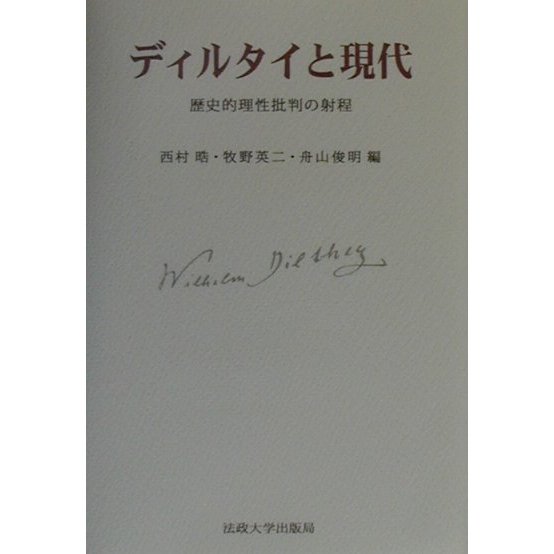 ディルタイと現代
歴史的理性批判の射程
西村 晧・牧野英二・舟山俊明 編
Wilhelm Dilthey
法政大学出版局